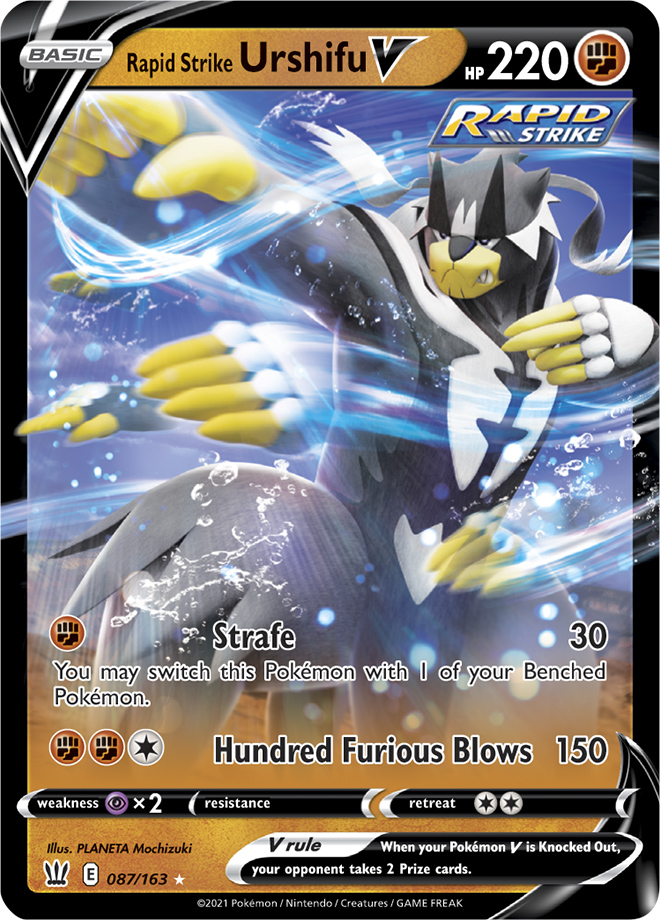 BASIC
Rapid Strike Urshifu V
HP 220
RAPID
STRIKE
Strafe 30
You may switch this Pokémon with 1 of your Benched
Pokémon.
Hundred Furious Blows 150
weakness ×2 resistance retreat
Illus. PLANETA Mochizuki
V rule When your Pokémon V is Knocked Out,
your opponent takes 2 Prize cards.
E 087/163
©2021 Pokémon / Nintendo / Creatures / GAME FREAK